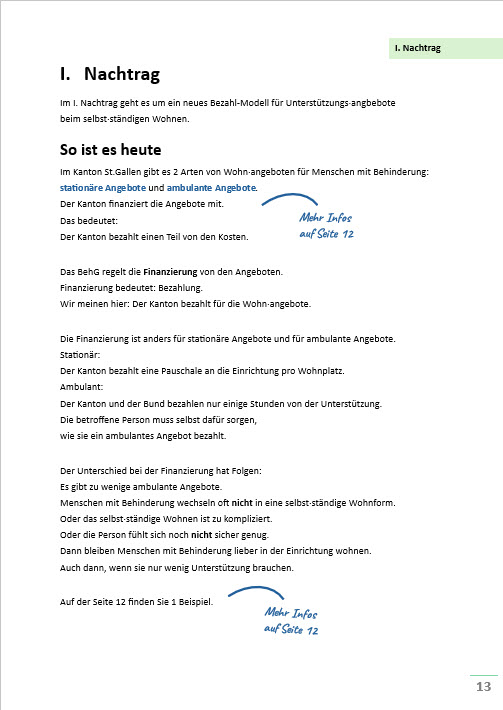 I. Nachtrag
I. Nachtrag
Im I. Nachtrag geht es um ein neues Bezahl-Modell für Unterstützungs·angbebote
beim selbst·ständigen Wohnen.
So ist es heute
Im Kanton St.Gallen gibt es 2 Arten von Wohn·angeboten für Menschen mit Behinderung:
stationäre Angebote und ambulante Angebote.
Der Kanton finanziert die Angebote mit.
Das bedeutet:
Der Kanton bezahlt einen Teil von den Kosten.
Mehr Infos
auf Seite 12
Das BehG regelt die Finanzierung von den Angeboten.
Finanzierung bedeutet: Bezahlung.
Wir meinen hier: Der Kanton bezahlt für die Wohn·angebote.
Die Finanzierung ist anders für stationäre Angebote und für ambulante Angebote.
Stationär:
Der Kanton bezahlt eine Pauschale an die Einrichtung pro Wohnplatz.
Ambulant:
Der Kanton und der Bund bezahlen nur einige Stunden von der Unterstützung.
Die betroffene Person muss selbst dafür sorgen,
wie sie ein ambulantes Angebot bezahlt.
Der Unterschied bei der Finanzierung hat Folgen:
Es gibt zu wenige ambulante Angebote.
Menschen mit Behinderung wechseln oft nicht in eine selbst·ständige Wohnform.
Oder das selbst·ständige Wohnen ist zu kompliziert.
Oder die Person fühlt sich noch nicht sicher genug.
Dann bleiben Menschen mit Behinderung lieber in der Einrichtung wohnen.
Auch dann, wenn sie nur wenig Unterstützung brauchen.
Auf der Seite 12 finden Sie 1 Beispiel.
Mehr Infos
auf Seite 12
13